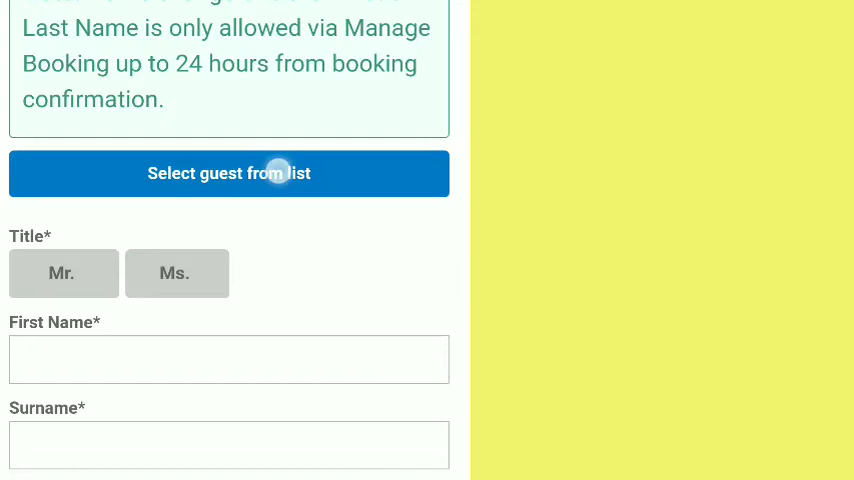 Last Name is only allowed via Manage
Booking up to 24 hours from booking
confirmation.
Select guest from list
Title*
Mr. Ms.
First Name*
Surname*